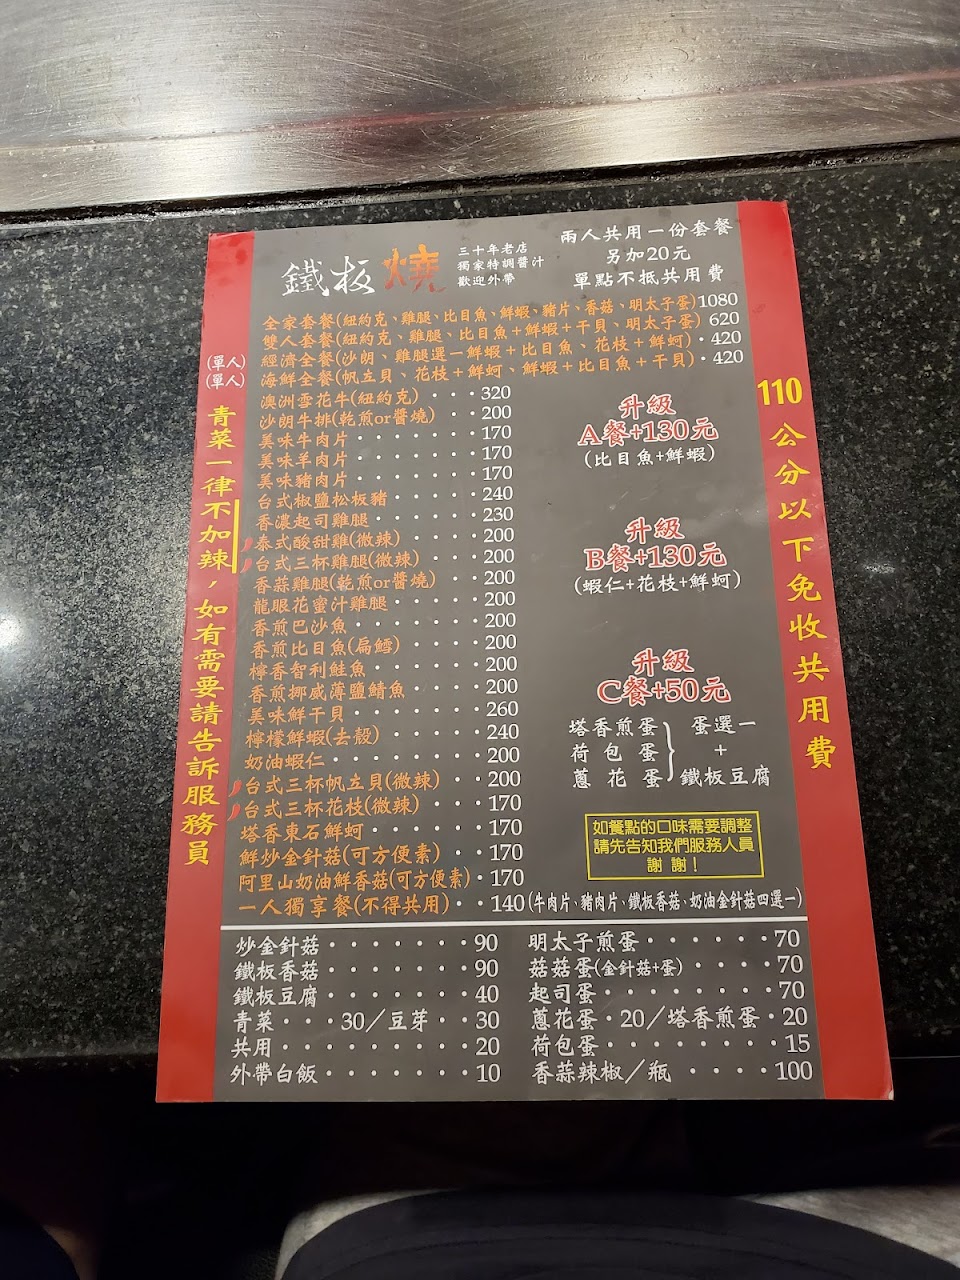 鐵板燒
三十年老店
獨家特調醬汁
歡迎外帶
兩人共用一份套餐
另加20元
單點不抵共用費
全家套餐(紐約克、雞腿、比目魚、鮮蝦、豬片、香菇、明太子蛋)1080
雙人套餐(紐約克、雞腿、比目魚+鮮蝦+干貝、明太子蛋) 620
(單人) 經濟全餐(沙朗、雞腿選一鮮蝦+比目魚、花枝+鮮蚵)·420
(單人) 海鮮全餐(帆立貝、花枝+鮮蚵、鮮蝦+比目魚+干貝)·420
澳洲雪花牛(紐約克)···320
沙朗牛排(乾煎or醬燒)··200
美味牛肉片·······170
美味羊肉片·······170
美味豬肉片·······170
台式椒鹽松板豬·····240
香濃起司雞腿······230
泰式酸甜雞(微辣)····200
台式三杯雞腿(微辣)···200
香蒜雞腿(乾煎or醬燒)··200
龍眼花蜜汁雞腿·····200
香煎巴沙魚·······200
香煎比目魚(扁鱈)····200
檸香智利鮭魚······200
香煎挪威薄鹽鯖魚····200
美味鮮干貝·······260
檸檬鮮蝦(去殼)·····240
奶油蝦仁········200
台式三杯帆立貝(微辣)··200
台式三杯花枝(微辣)···170
塔香東石鮮蚵······170
鮮炒金針菇(可方便素)··170
阿里山奶油鮮香菇(可方便素)·170
一人獨享餐(不得共用)··140(牛肉片、豬肉片、鐵板香菇、奶油金針菇四選一)
升級
A餐+130元
(比目魚+鮮蝦)
升級
B餐+130元
(蝦仁+花枝+鮮蚵)
升級
C餐+50元
塔香煎蛋 蛋選一
荷包蛋 +
蔥花蛋 鐵板豆腐
如餐點的口味需要調整
請先告知我們服務人員
謝謝!
炒金針菇·······90
鐵板香菇·······90
鐵板豆腐·······40
青菜···30/豆芽··30
共用·········20
外帶白飯·······10
明太子煎蛋······70
菇菇蛋(金針菇+蛋)····70
起司蛋········70
蔥花蛋·20/塔香煎蛋·20
荷包蛋········15
香蒜辣椒/瓶 ····100
青菜一律不加辣,如有需要請告訴服務員
110公分以下免收共用費